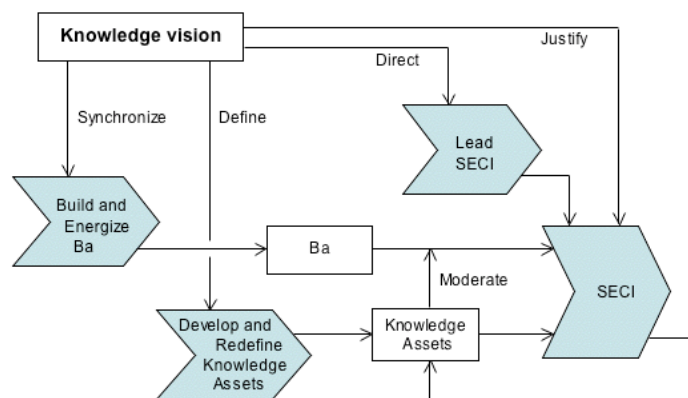 Knowledge vision
Justify
Direct
Synchronize
Define
Lead
SECI
Build and
Energize
Ba
Ba
Moderate
SECI
Develop and
Redefine
Knowledge
Assets
Knowledge
Assets